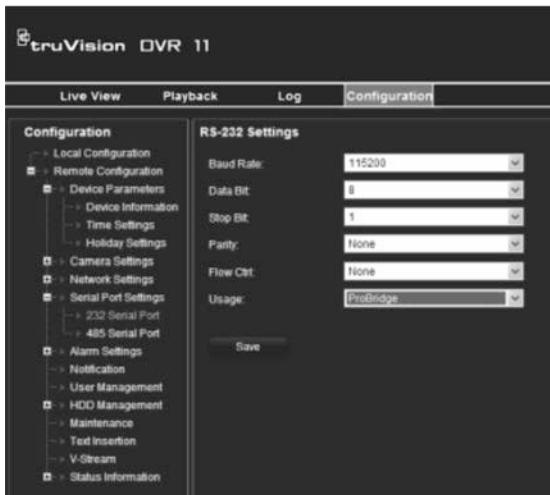 truVision DVR 11
Live View Playback Log Configuration
Configuration
Local Configuration
Remote Configuration
Device Parameters
Device Information
Time Settings
Holiday Settings
Camera Settings
Network Settings
Serial Port Settings
232 Serial Port
485 Serial Port
Alarm Settings
Notification
User Management
HDD Management
Maintenance
Text Insertion
V-Stream
Status Information
RS-232 Settings
Baud Rate: 115200
Data Bit: 8
Stop Bit: 1
Parity: None
Flow Ctrl: None
Usage: ProBridge
Save